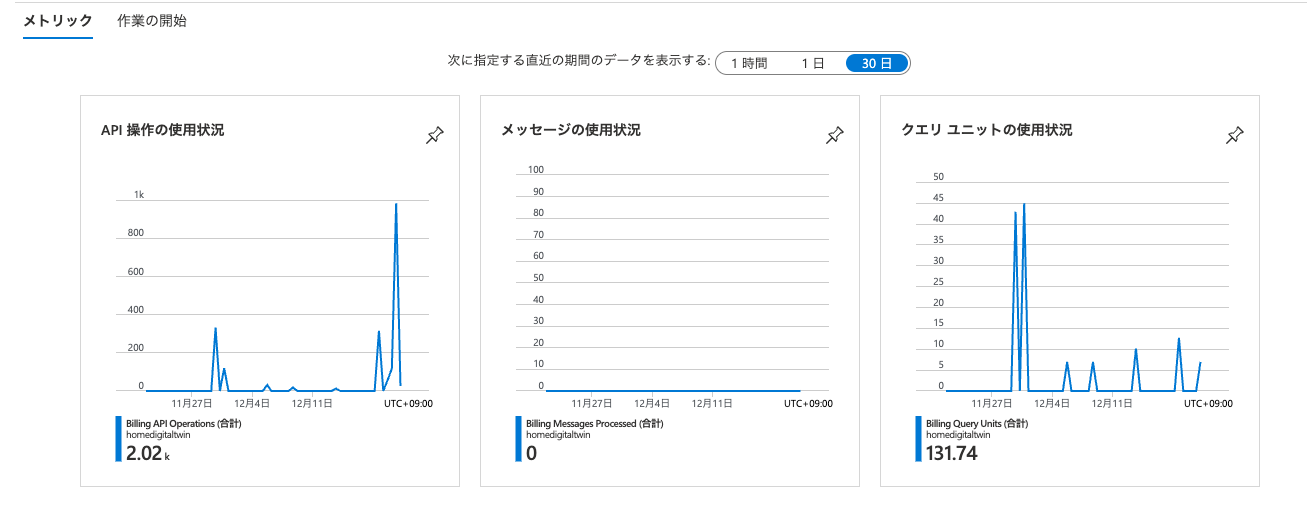 メトリック 作業の開始
次に指定する直近の期間のデータを表示する: 1 時間 1 日 30 日
API 操作の使用状況
1k
800
600
400
200
0
11月27日 12月4日 12月11日 UTC+09:00
Billing API Operations (合計)
homedigitaltwin
2.02 k
メッセージの使用状況
100
90
80
70
60
50
40
30
20
10
0
11月27日 12月4日 12月11日 UTC+09:00
Billing Messages Processed (合計)
homedigitaltwin
0
クエリ ユニットの使用状況
50
45
40
35
30
25
20
15
10
5
0
11月27日 12月4日 12月11日 UTC+09:00
Billing Query Units (合計)
homedigitaltwin
131.74